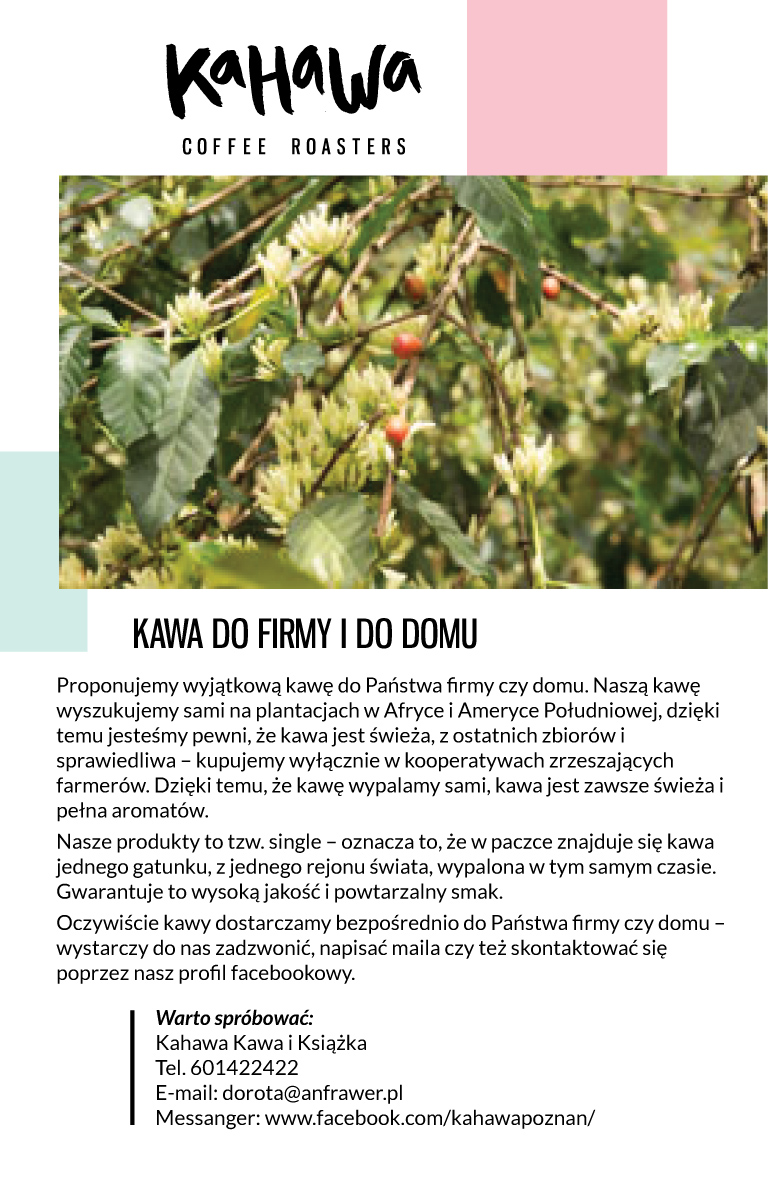 KaHaWa
COFFEE ROASTERS
KAWA DO FIRMY I DO DOMU
Proponujemy wyjątkową kawę do Państwa firmy czy domu. Naszą kawę
wyszukujemy sami na plantacjach w Afryce i Ameryce Południowej, dzięki
temu jesteśmy pewni, że kawa jest świeża, z ostatnich zbiorów i
sprawiedliwa – kupujemy wyłącznie w kooperatywach zrzeszających
farmerów. Dzięki temu, że kawę wypalamy sami, kawa jest zawsze świeża i
pełna aromatów.
Nasze produkty to tzw. single – oznacza to, że w paczce znajduje się kawa
jednego gatunku, z jednego rejonu świata, wypalona w tym samym czasie.
Gwarantuje to wysoką jakość i powtarzalny smak.
Oczywiście kawy dostarczamy bezpośrednio do Państwa firmy czy domu –
wystarczy do nas zadzwonić, napisać maila czy też skontaktować się
poprzez nasz profil facebookowy.
Warto spróbować:
Kahawa Kawa i Książka
Tel. 601422422
E-mail: dorota@anfrawer.pl
Messanger: www.facebook.com/kahawapoznan/